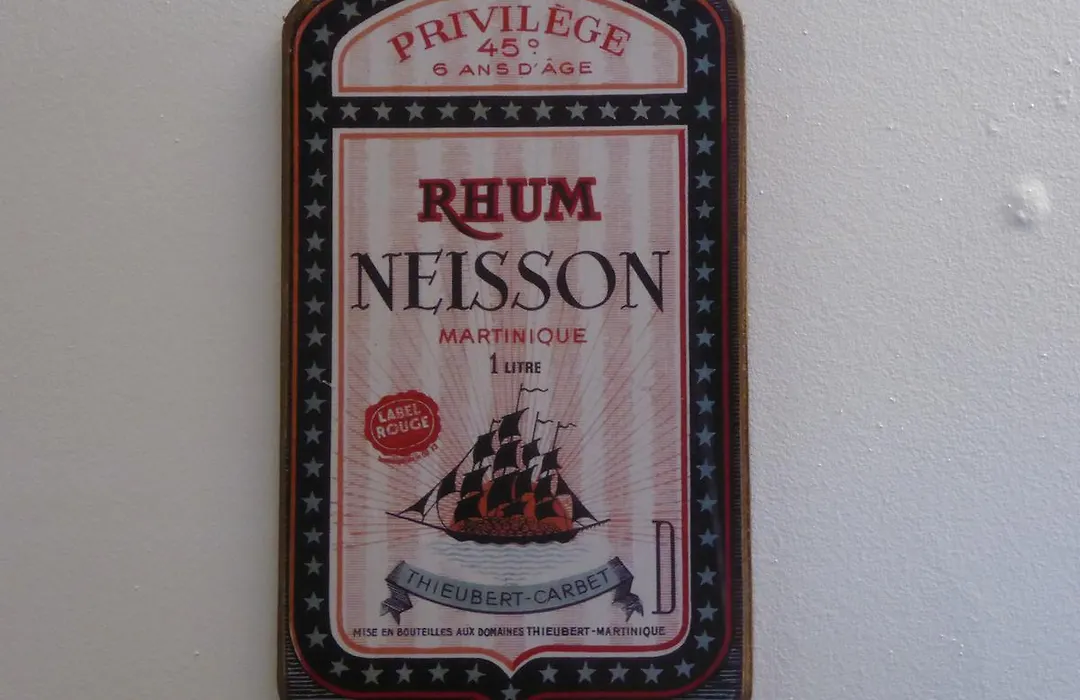 PRIVILÈGE
45°
6 ANS D'ÂGE
RHUM
NEISSON
MARTINIQUE
1 LITRE
LABEL
ROUGE
THIEUBERT-CARBET
D
MISE EN BOUTEILLES AUX DOMAINES THIEUBERT-MARTINIQUE